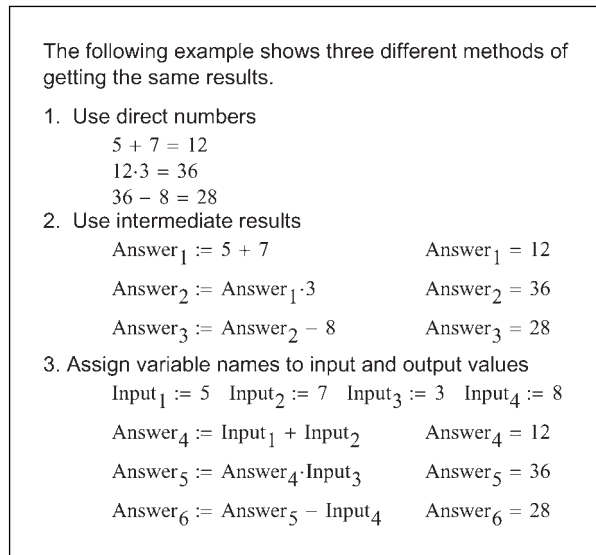 The following example shows three different methods of
getting the same results.
1. Use direct numbers
5 + 7 = 12
12·3 = 36
36 − 8 = 28
2. Use intermediate results
Answer₁ := 5 + 7 Answer₁ = 12
Answer₂ := Answer₁·3 Answer₂ = 36
Answer₃ := Answer₂ − 8 Answer₃ = 28
3. Assign variable names to input and output values
Input₁ := 5 Input₂ := 7 Input₃ := 3 Input₄ := 8
Answer₄ := Input₁ + Input₂ Answer₄ = 12
Answer₅ := Answer₄·Input₃ Answer₅ = 36
Answer₆ := Answer₅ − Input₄ Answer₆ = 28